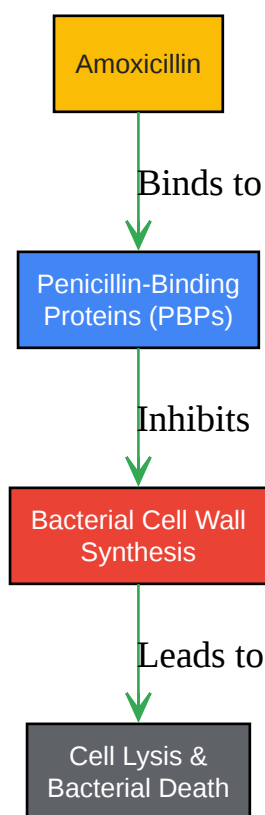 Amoxicillin
Binds to
Penicillin-Binding
Proteins (PBPs)
Inhibits
Bacterial Cell Wall
Synthesis
Leads to
Cell Lysis &
Bacterial Death